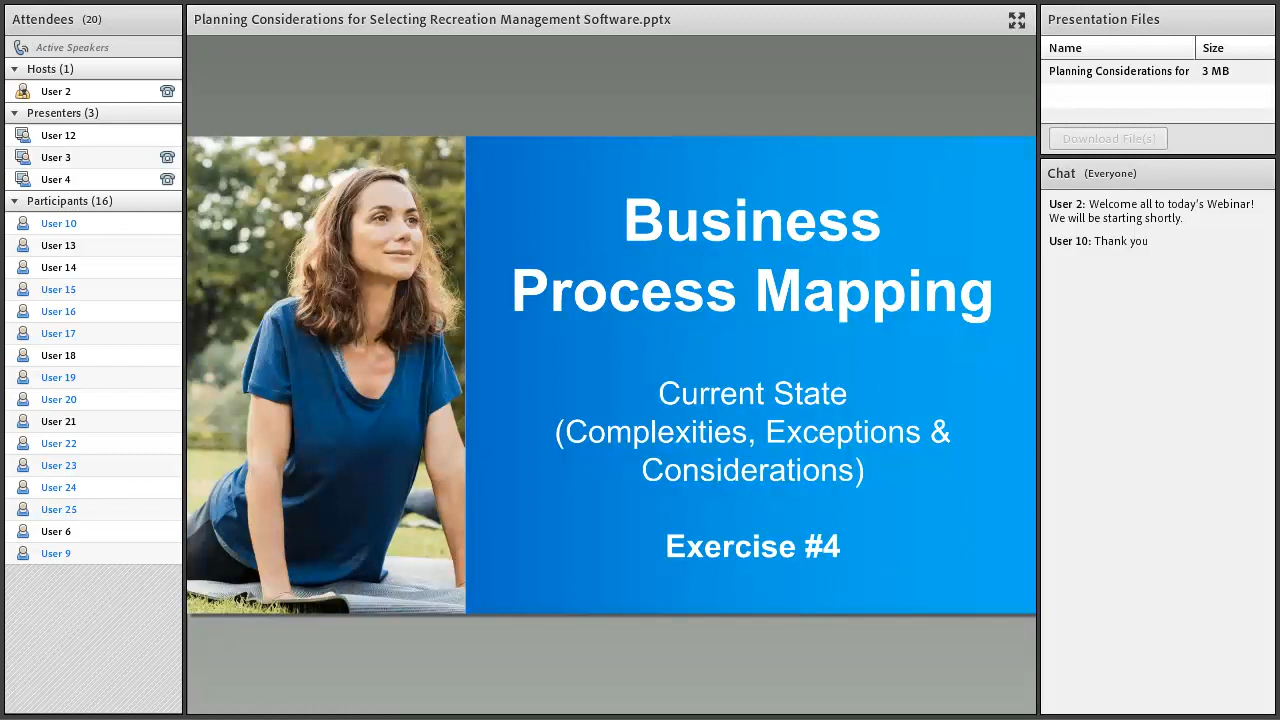 Attendees (20)
Active Speakers
Hosts (1)
User 2
Presenters (3)
User 12
User 3
User 4
Participants (16)
User 10
User 13
User 14
User 15
User 16
User 17
User 18
User 19
User 20
User 21
User 22
User 23
User 24
User 25
User 6
User 9
Planning Considerations for Selecting Recreation Management Software.pptx
Business
Process Mapping
Current State
(Complexities, Exceptions &
Considerations)
Exercise #4
Presentation Files
Name Size
Planning Considerations for 3 MB
Download File(s)
Chat (Everyone)
User 2: Welcome all to today's Webinar!
We will be starting shortly.
User 10: Thank you